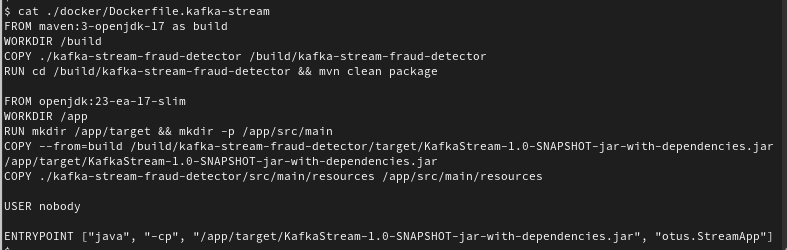 $ cat ./docker/Dockerfile.kafka-stream
FROM maven:3-openjdk-17 as build
WORKDIR /build
COPY ./kafka-stream-fraud-detector /build/kafka-stream-fraud-detector
RUN cd /build/kafka-stream-fraud-detector && mvn clean package

FROM openjdk:23-ea-17-slim
WORKDIR /app
RUN mkdir /app/target && mkdir -p /app/src/main
COPY --from=build /build/kafka-stream-fraud-detector/target/KafkaStream-1.0-SNAPSHOT-jar-with-dependencies.jar
/app/target/KafkaStream-1.0-SNAPSHOT-jar-with-dependencies.jar
COPY ./kafka-stream-fraud-detector/src/main/resources /app/src/main/resources

USER nobody

ENTRYPOINT ["java", "-cp", "/app/target/KafkaStream-1.0-SNAPSHOT-jar-with-dependencies.jar", "otus.StreamApp"]